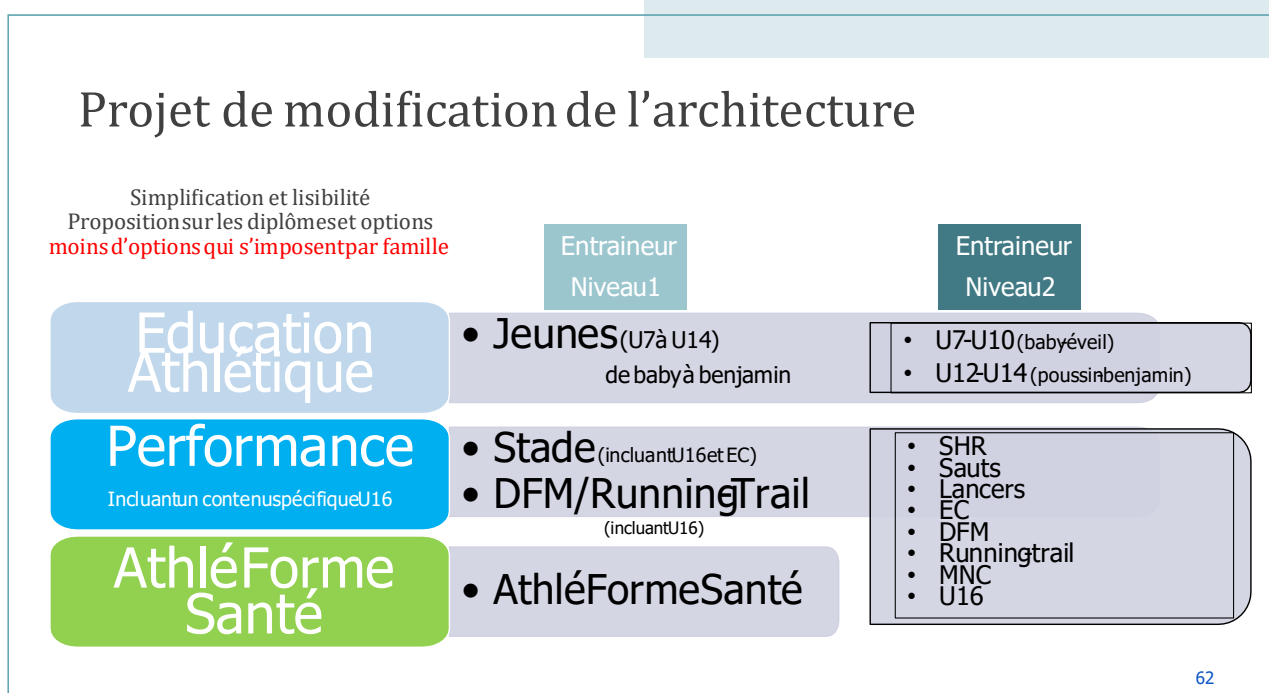 Projet de modification de l’architecture
Simplification et lisibilité
Proposition sur les diplômes et options
moins d’options qui s’imposent par famille
Entraineur
Niveau1
Entraineur
Niveau2
Education
Athlétique
• Jeunes (U7 à U14)
de baby à benjamin
• U7-U10 (baby-éveil)
• U12-U14 (poussin-benjamin)
Performance
Incluant un contenu spécifique U16
• Stade (incluant U16 et EC)
• DFM/Running-Trail
(incluant U16)
• SHR
• Sauts
• Lancers
• EC
• DFM
• Running-trail
• MNC
• U16
AthléForme
Santé
• AthléFormeSanté
62